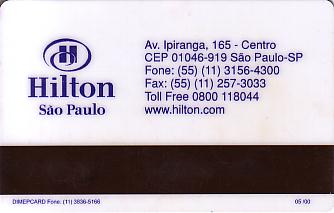 Hilton
São Paulo
Av. Ipiranga, 165 - Centro
CEP 01046-919 São Paulo-SP
Fone: (55) (11) 3156-4300
Fax: (55) (11) 257-3033
Toll Free 0800 118044
www.hilton.com
DIMEPCARD Fone: (11) 3836-5166
05/00